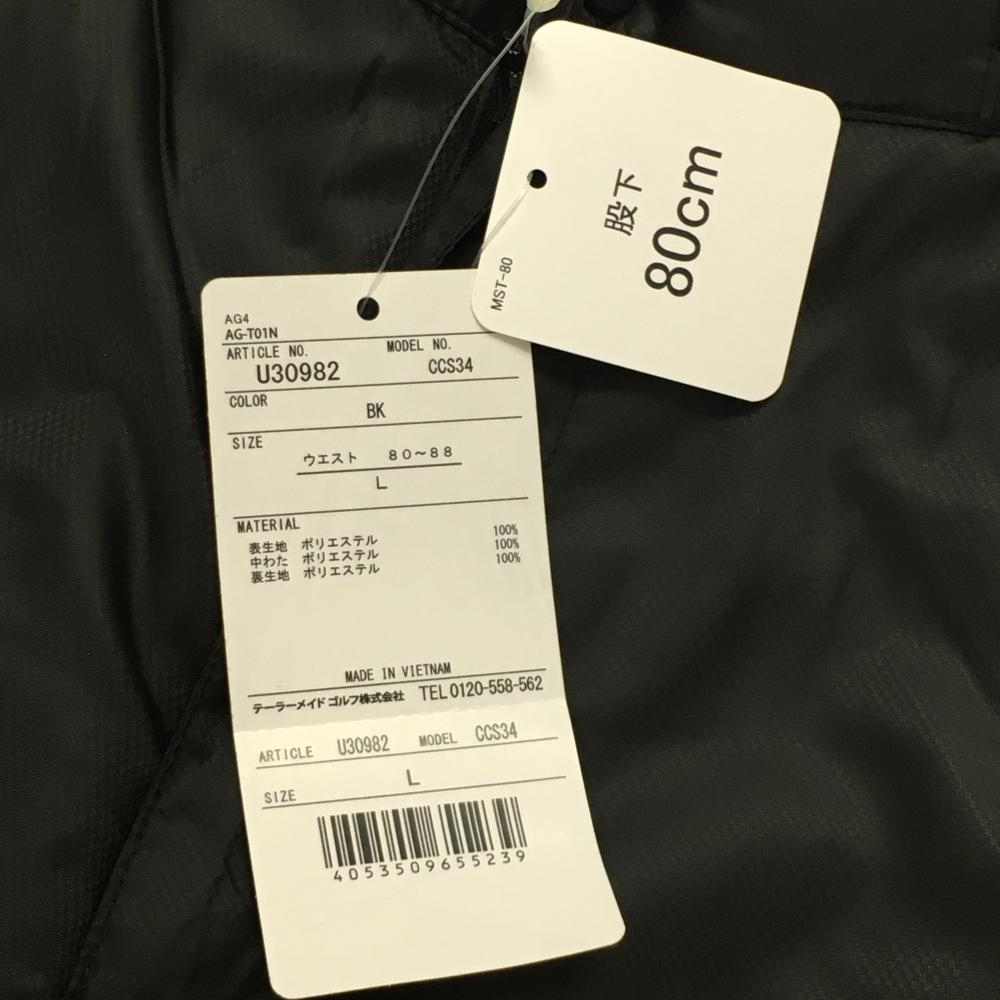 股下
80cm
MST-80
AG4
AG-T01N
ARTICLE NO. MODEL NO.
U30982 CCS34
COLOR
BK
SIZE
ウエスト 80~88
L
MATERIAL
表生地 ポリエステル 100%
中わた ポリエステル 100%
裏生地 ポリエステル 100%
MADE IN VIETNAM
テーラーメイド ゴルフ株式会社 TEL 0120-558-562
ARTICLE U30982 MODEL CCS34
SIZE L
4053509655239